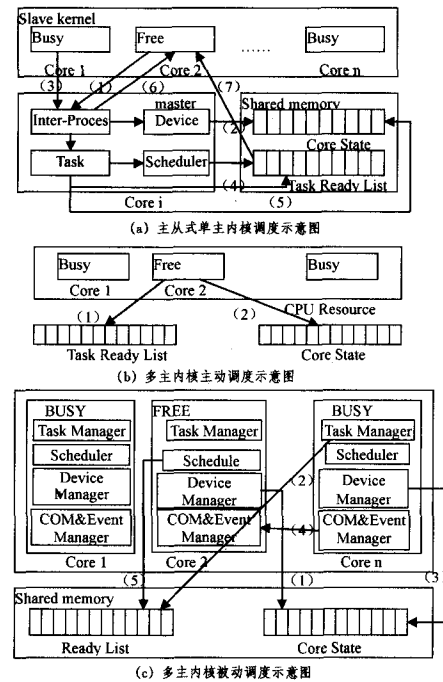 Slave kernel
Busy Free Busy
......
Core 1 Core 2 Core n
(3) (1) (6) (7)
master Shared memory
Inter-Proces Device (2)
Core State
Task Scheduler
(4) Task Ready List
Core i (5)
(a) 主从式单主内核调度示意图
Busy Free Busy
Core 1 Core 2
(1) (2) CPU Resource
Task Ready List Core State
(b) 多主内核主动调度示意图
BUSY FREE BUSY
Task Manager Task Manager Task Manager
Scheduler Schedule Scheduler
Device Manager Device Manager (2) Device Manager
COM&Event Manager COM&Event Manager (4) COM&Event Manager
Core 1 Core 2 Core n
(5) (1) (3
Shared memory
Ready List Core State
(c) 多主内核被动调度示意图